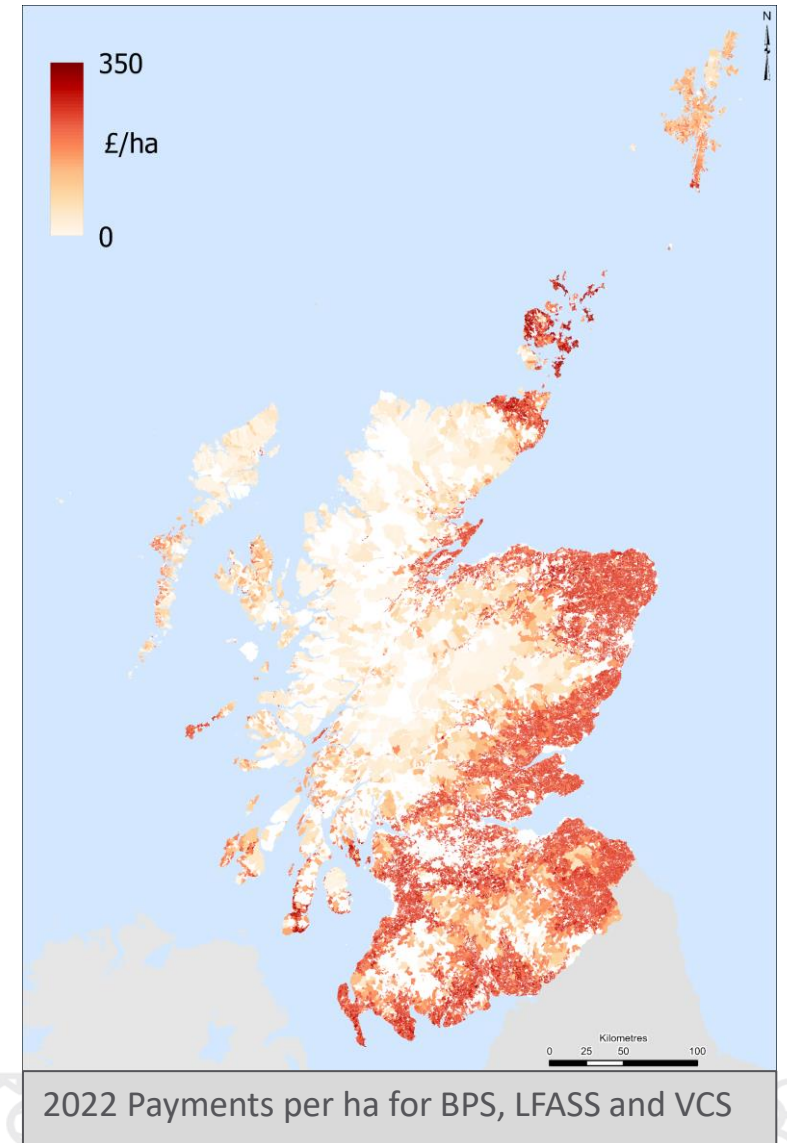 N
350
£/ha
0
Kilometres
0 25 50 100
2022 Payments per ha for BPS, LFASS and VCS